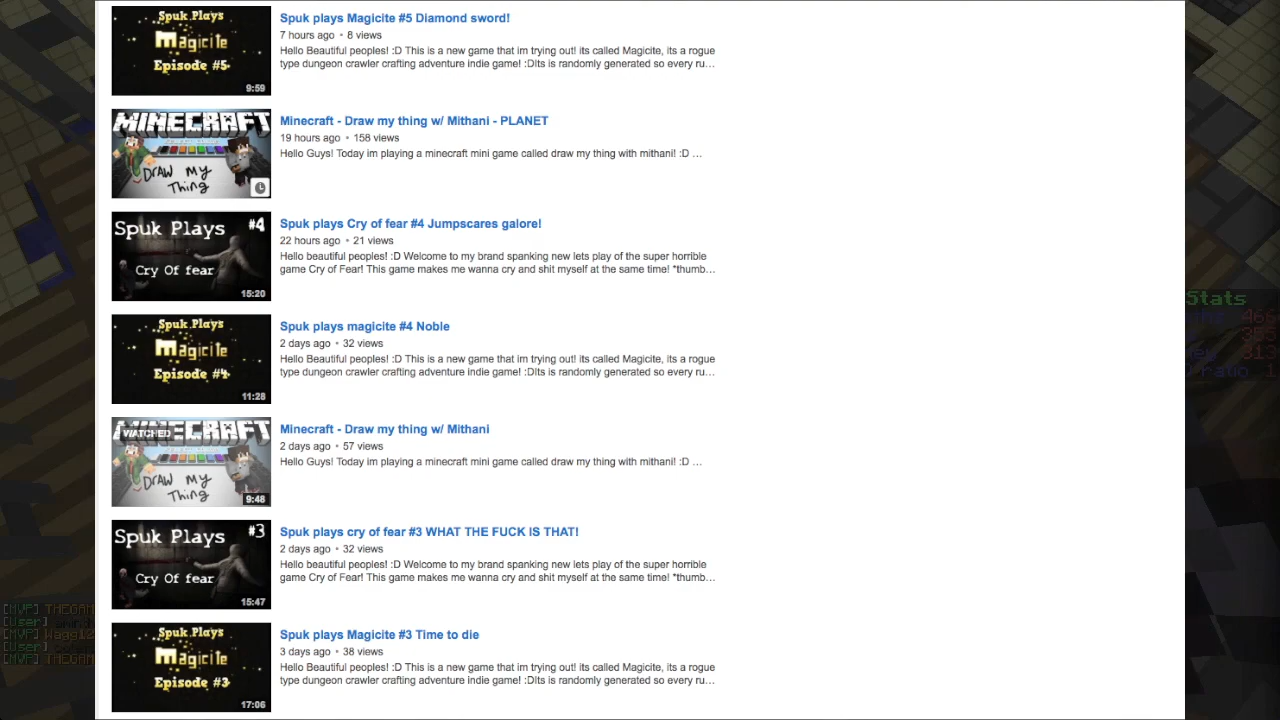 Spuk Plays
Magicite
Episode #5
9:59
Spuk plays Magicite #5 Diamond sword!
7 hours ago • 8 views
Hello Beautiful peoples! :D This is a new game that im trying out! its called Magicite, its a rogue
type dungeon crawler crafting adventure indie game! :DIts is randomly generated so every ru...
MINECRAFT
DRAW MY
THING
Minecraft - Draw my thing w/ Mithani - PLANET
19 hours ago • 158 views
Hello Guys! Today im playing a minecraft mini game called draw my thing with mithani! :D ...
Spuk Plays #4
Cry Of fear
15:20
Spuk plays Cry of fear #4 Jumpscares galore!
22 hours ago • 21 views
Hello beautiful peoples! :D Welcome to my brand spanking new lets play of the super horrible
game Cry of Fear! This game makes me wanna cry and shit myself at the same time! *thumb...
Spuk Plays
Magicite
Episode #4
11:28
Spuk plays magicite #4 Noble
2 days ago • 32 views
Hello Beautiful peoples! :D This is a new game that im trying out! its called Magicite, its a rogue
type dungeon crawler crafting adventure indie game! :DIts is randomly generated so every ru...
MINECRAFT
WATCHED
DRAW MY
THING
9:48
Minecraft - Draw my thing w/ Mithani
2 days ago • 57 views
Hello Guys! Today im playing a minecraft mini game called draw my thing with mithani! :D ...
Spuk Plays #3
Cry Of fear
15:47
Spuk plays cry of fear #3 WHAT THE FUCK IS THAT!
2 days ago • 32 views
Hello beautiful peoples! :D Welcome to my brand spanking new lets play of the super horrible
game Cry of Fear! This game makes me wanna cry and shit myself at the same time! *thumb...
Spuk Plays
Magicite
Episode #3
17:06
Spuk plays Magicite #3 Time to die
3 days ago • 38 views
Hello Beautiful peoples! :D This is a new game that im trying out! its called Magicite, its a rogue
type dungeon crawler crafting adventure indie game! :DIts is randomly generated so every ru...
Stats
466
355
313
ratio
[MVP] THEGAM
[User]
[MVP] Wagg12
[User]
[MVP] THEGAM